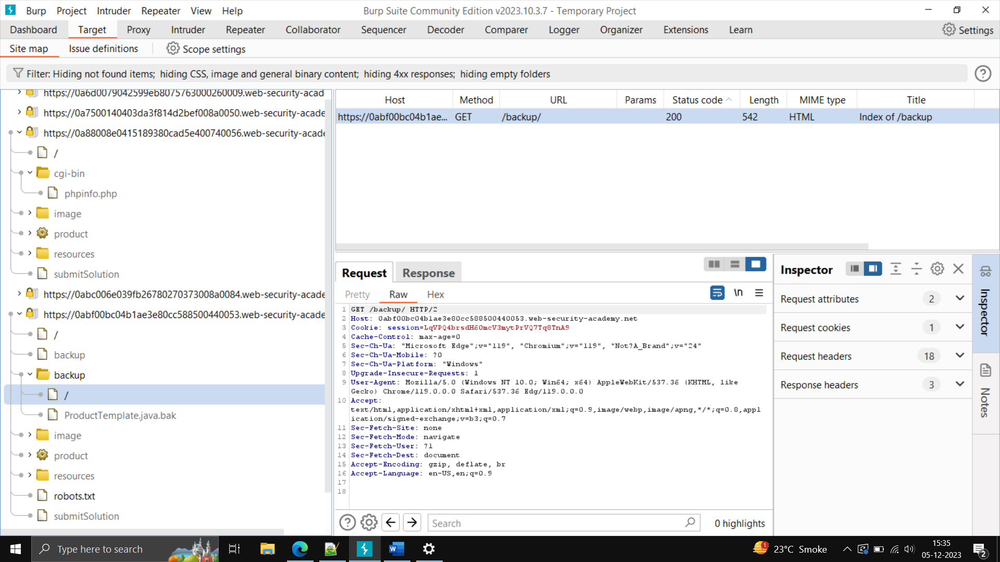 Burp Project Intruder Repeater View Help
Burp Suite Community Edition v2023.10.3.7 - Temporary Project
Dashboard Target Proxy Intruder Repeater Collaborator Sequencer Decoder Comparer Logger Organizer Extensions Learn
Settings
Site map Issue definitions Scope settings
Filter: Hiding not found items; hiding CSS, image and general binary content; hiding 4xx responses; hiding empty folders
https://0a6d0079042599eb8075763000260009.web-security-acad
https://0a7500140403da3f814d2bef008a0050.web-security-acade
https://0a88008e0415189380cad5e400740056.web-security-acade
/
cgi-bin
phpinfo.php
image
product
resources
submitSolution
https://0abc006e039fb26780270373008a0084.web-security-acade
https://0abf00bc04b1ae3e80cc588500440053.web-security-acade
/
backup
backup
/
ProductTemplate.java.bak
image
product
resources
robots.txt
submitSolution
Host Method URL Params Status code Length MIME type Title
https://0abf00bc04b1ae... GET /backup/ 200 542 HTML Index of /backup
Request Response
Pretty Raw Hex
\n
1 GET /backup/ HTTP/2
2 Host: 0abf00bc04b1ae3e80cc588500440053.web-security-academy.net
3 Cookie: session=LqVPQ4brsdH6OmcV3mytPrVQ7Tq8TnA9
4 Cache-Control: max-age=0
5 Sec-Ch-Ua: "Microsoft Edge";v="119", "Chromium";v="119", "Not?A_Brand";v="24"
6 Sec-Ch-Ua-Mobile: ?0
7 Sec-Ch-Ua-Platform: "Windows"
8 Upgrade-Insecure-Requests: 1
9 User-Agent: Mozilla/5.0 (Windows NT 10.0; Win64; x64) AppleWebKit/537.36 (KHTML, like
Gecko) Chrome/119.0.0.0 Safari/537.36 Edg/119.0.0.0
10 Accept:
text/html,application/xhtml+xml,application/xml;q=0.9,image/webp,image/apng,*/*;q=0.8,appl
ication/signed-exchange;v=b3;q=0.7
11 Sec-Fetch-Site: none
12 Sec-Fetch-Mode: navigate
13 Sec-Fetch-User: ?1
14 Sec-Fetch-Dest: document
15 Accept-Encoding: gzip, deflate, br
16 Accept-Language: en-US,en;q=0.9
17
18
Search
0 highlights
Inspector
Request attributes 2
Request cookies 1
Request headers 18
Response headers 3
Inspector
Notes
Type here to search
1
23°C Smoke
15:35
05-12-2023
2